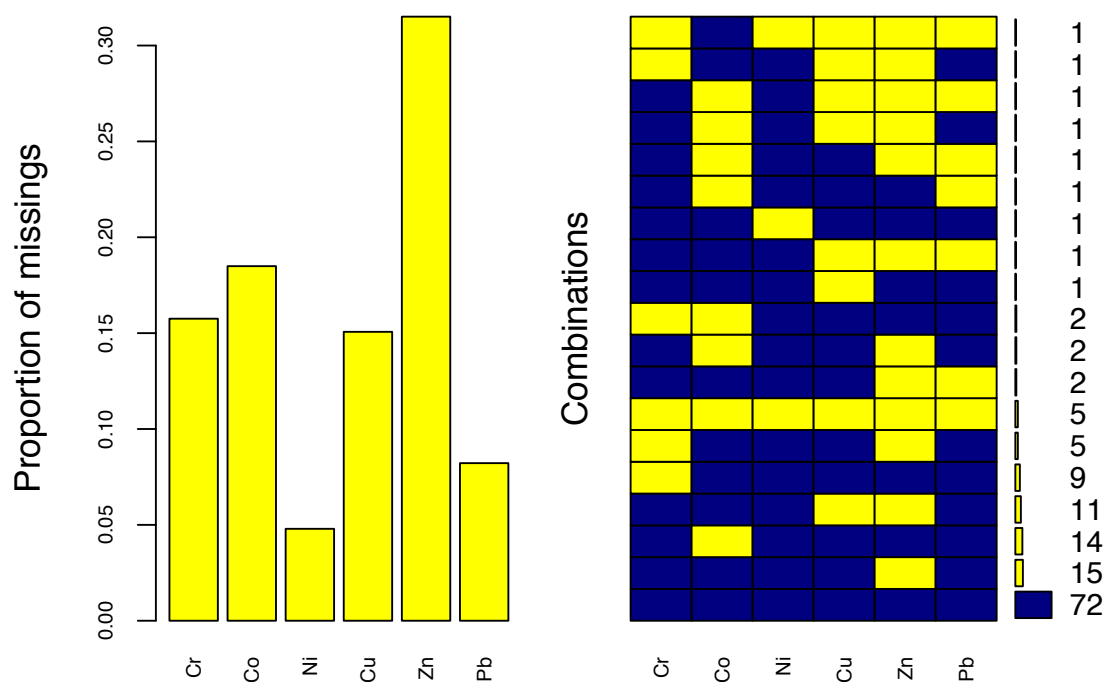 Proportion of missings
0.30
0.25
0.20
0.15
0.10
0.05
0.00
Cr
Co
Ni
Cu
Zn
Pb
Combinations
1
1
1
1
1
1
1
1
1
2
2
2
5
5
9
11
14
15
72
Cr
Co
Ni
Cu
Zn
Pb